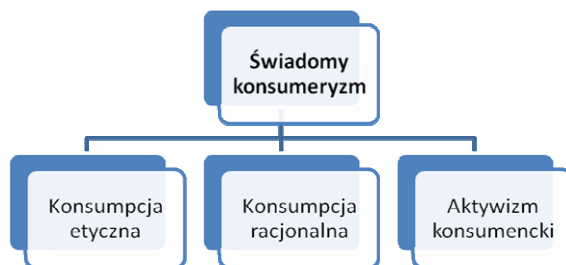 Świadomy
konsumeryzm
Konsumpcja
etyczna
Konsumpcja
racjonalna
Aktywizm
konsumencki